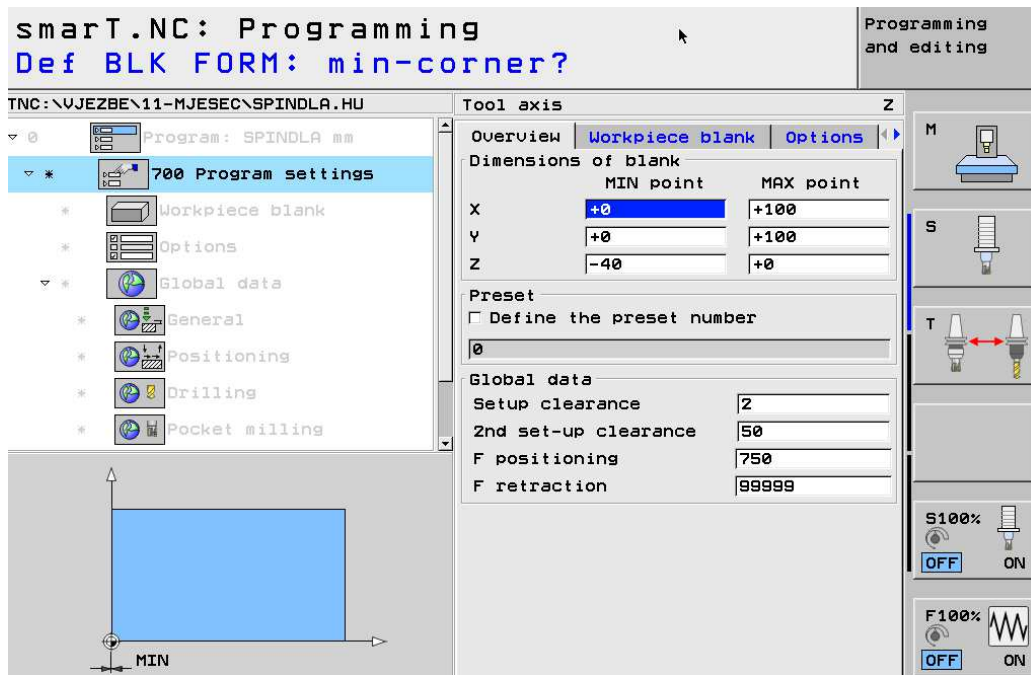 smarT.NC: Programming
Def BLK FORM: min-corner?
Programming
and editing
TNC:\VJEZBE\11-MJESEC\SPINDLA.HU
0 Program: SPINDLA mm
* 700 Program settings
* Workpiece blank
* Options
* Global data
* General
* Positioning
* Drilling
* Pocket milling
MIN
Tool axis Z
Overview Workpiece blank Options
Dimensions of blank
MIN point MAX point
X +0 +100
Y +0 +100
Z -40 +0
Preset
Define the preset number
0
Global data
Setup clearance 2
2nd set-up clearance 50
F positioning 750
F retraction 99999
M
S
T
S100%
OFF ON
F100%
OFF ON